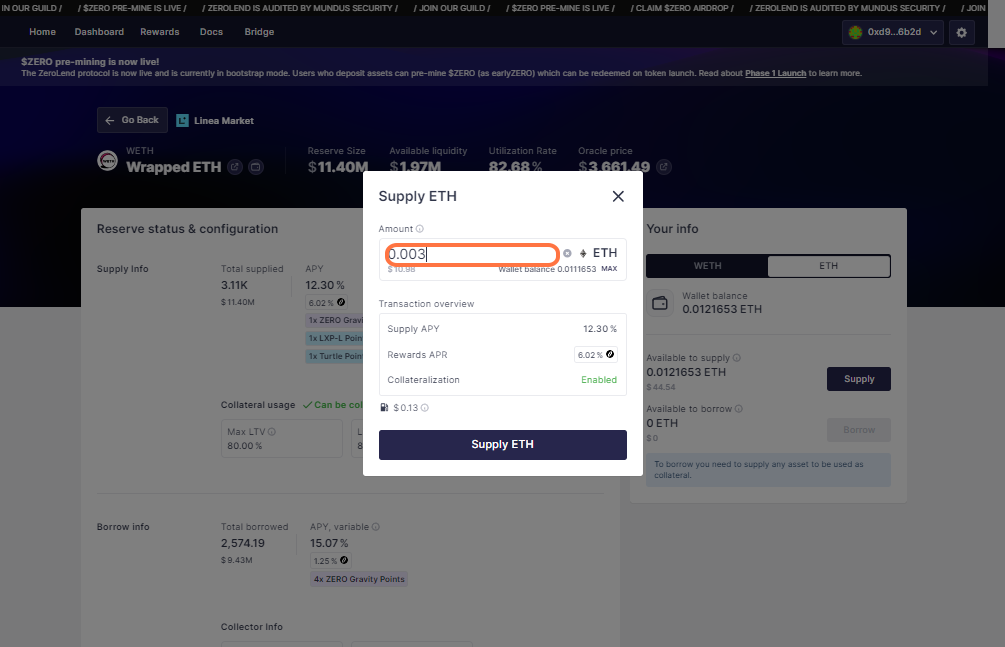 IN OUR GUILD / / $ZERO PRE-MINE IS LIVE / / ZEROLEND IS AUDITED BY MUNDUS SECURITY / / JOIN OUR GUILD / / $ZERO PRE-MINE IS LIVE / / CLAIM $ZERO AIRDROP / / ZEROLEND IS AUDITED BY MUNDUS SECURITY / / JOIN
Home Dashboard Rewards Docs Bridge 0xd9...6b2d
$ZERO pre-mining is now live!
The ZeroLend protocol is now live and is currently in bootstrap mode. Users who deposit assets can pre-mine $ZERO (as earlyZERO) which can be redeemed on token launch. Read about Phase 1 Launch to learn more.
Go Back Linea Market
WETH
Wrapped ETH
Reserve Size Available liquidity Utilization Rate Oracle price
$11.40M $1.97M 82.68% $3,661.49
Supply ETH
Amount
0.003 ETH
$10.98 Wallet balance 0.0111653 MAX
Transaction overview
Supply APY 12.30%
Rewards APR 6.02%
Collateralization Enabled
$0.13
Supply ETH
Reserve status & configuration
Supply Info
Total supplied APY
3.11K 12.30%
$11.40M 6.02%
1x ZERO
1x LXP-L
1x Turtle
Collateral usage Can be
Max LTV
80.00%
Borrow info
Total borrowed APY, variable
2,574.19 15.07%
$9.43M 1.25%
4x ZERO Gravity Points
Collector Info
Your info
WETH ETH
Wallet balance
0.0121653 ETH
Available to supply
0.0121653 ETH
$44.54
Supply
Available to borrow
0 ETH
$0
Borrow
To borrow you need to supply any asset to be used as
collateral.